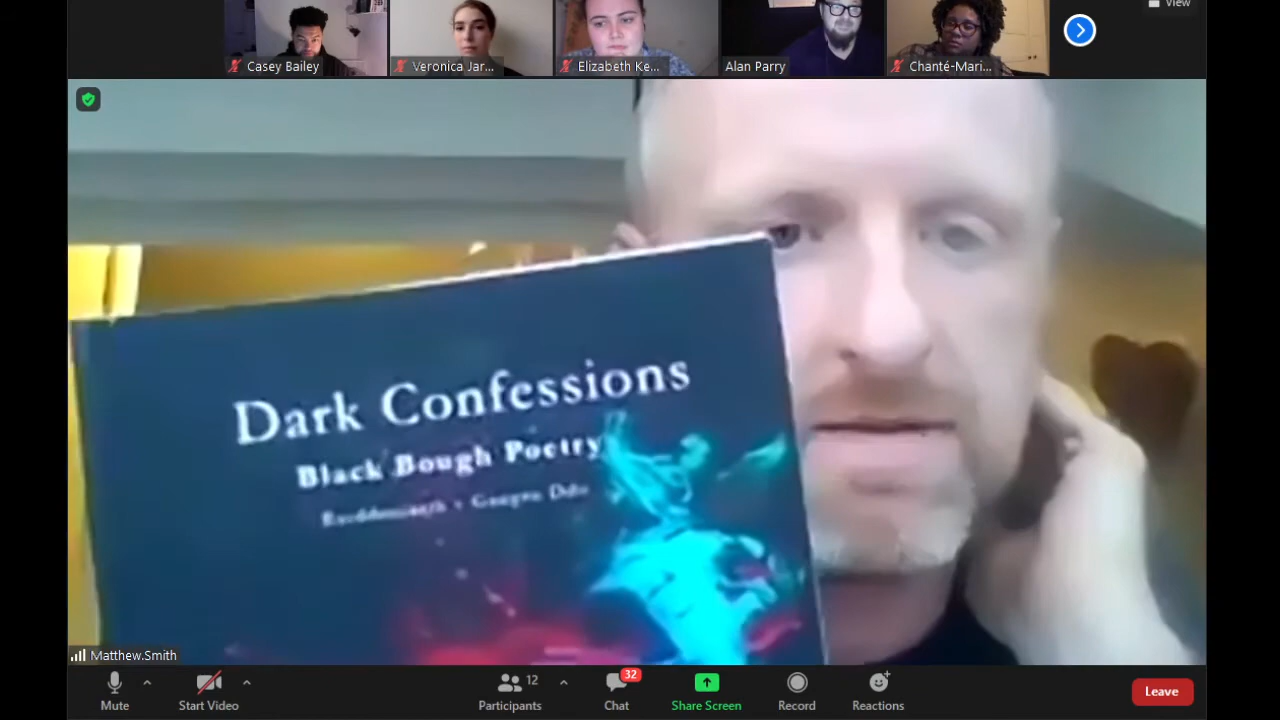 View
Casey Bailey
Veronica Jar...
Elizabeth Ke...
Alan Parry
Chanté-Mari...
Dark Confessions
Black Bough Poetry
Matthew.Smith
Mute
Start Video
12
Participants
32
Chat
Share Screen
Record
Reactions
Leave